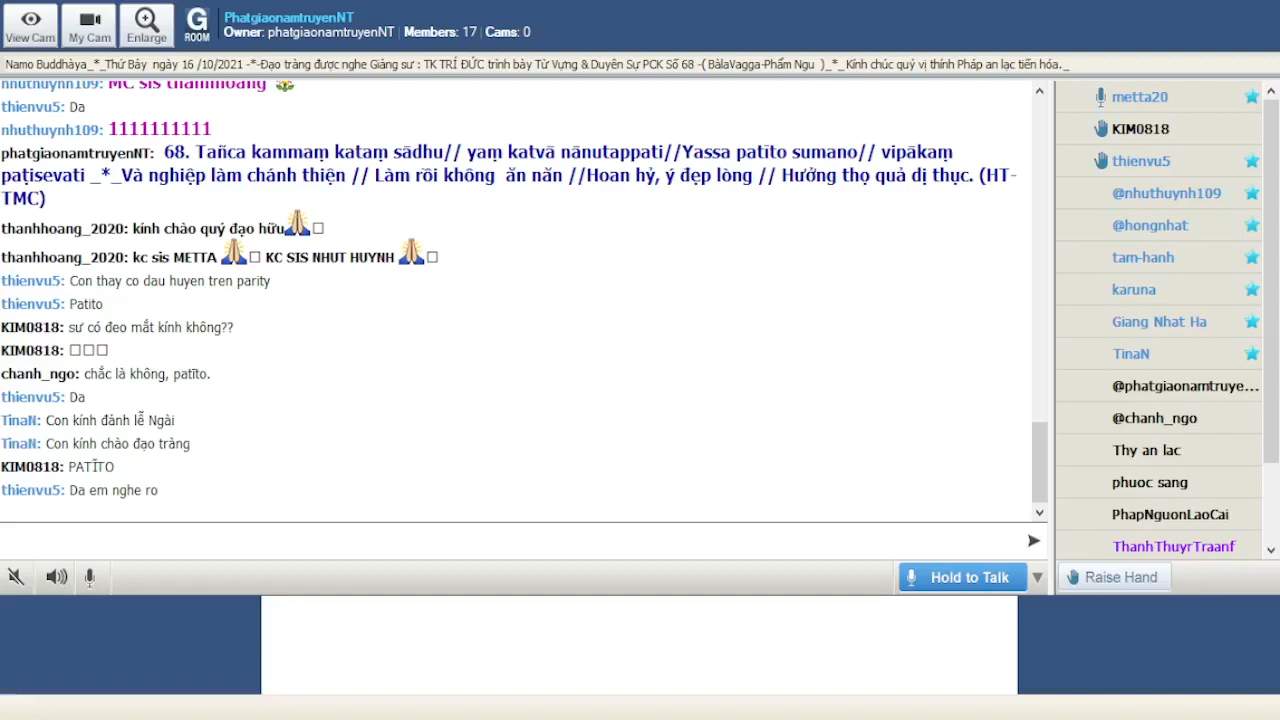 View Cam
My Cam
Enlarge
G
ROOM
PhatgiaonamtruyenNT
Owner: phatgiaonamtruyenNT | Members: 17 | Cams: 0
Namo Buddhàya_*_Thứ Bảy ngày 16 /10/2021 -*-Đạo tràng được nghe Giảng sư : TK TRÍ ĐỨC trình bày Từ Vựng & Duyên Sự PCK Số 68 -( BàlaVagga-Phẩm Ngu )_*_ Kính chúc quý vị thính Pháp an lạc tiến hóa._
nhuthuynh109: MC sis thanhhoang
thienvu5: Da
nhuthuynh109: 1111111111
phatgiaonamtruyenNT: 68. Tañca kammaṃ kataṃ sādhu// yaṃ katvā nānutappati//Yassa patīto sumano// vipākaṃ
paṭisevati _*_Và nghiệp làm chánh thiện // Làm rồi không ăn năn //Hoan hỷ, ý đẹp lòng // Hưởng thọ quả dị thục. (HT-
TMC)
thanhhoang_2020: kính chào quý đạo hữu
thanhhoang_2020: kc sis METTA KC SIS NHUT HUYNH
thienvu5: Con thay co dau huyen tren parity
thienvu5: Patito
KIM0818: sư có đeo mắt kính không??
KIM0818:
chanh_ngo: chắc là không, patīto.
thienvu5: Da
TinaN: Con kính đảnh lễ Ngài
TinaN: Con kính chào đạo tràng
KIM0818: PATĪTO
thienvu5: Da em nghe ro
Hold to Talk
metta20
KIM0818
thienvu5
@nhuthuynh109
@hongnhat
tam-hanh
karuna
Giang Nhat Ha
TinaN
@phatgiaonamtruye...
@chanh_ngo
Thy an lac
phuoc sang
PhapNguonLaoCai
ThanhThuyrTraanf
Raise Hand